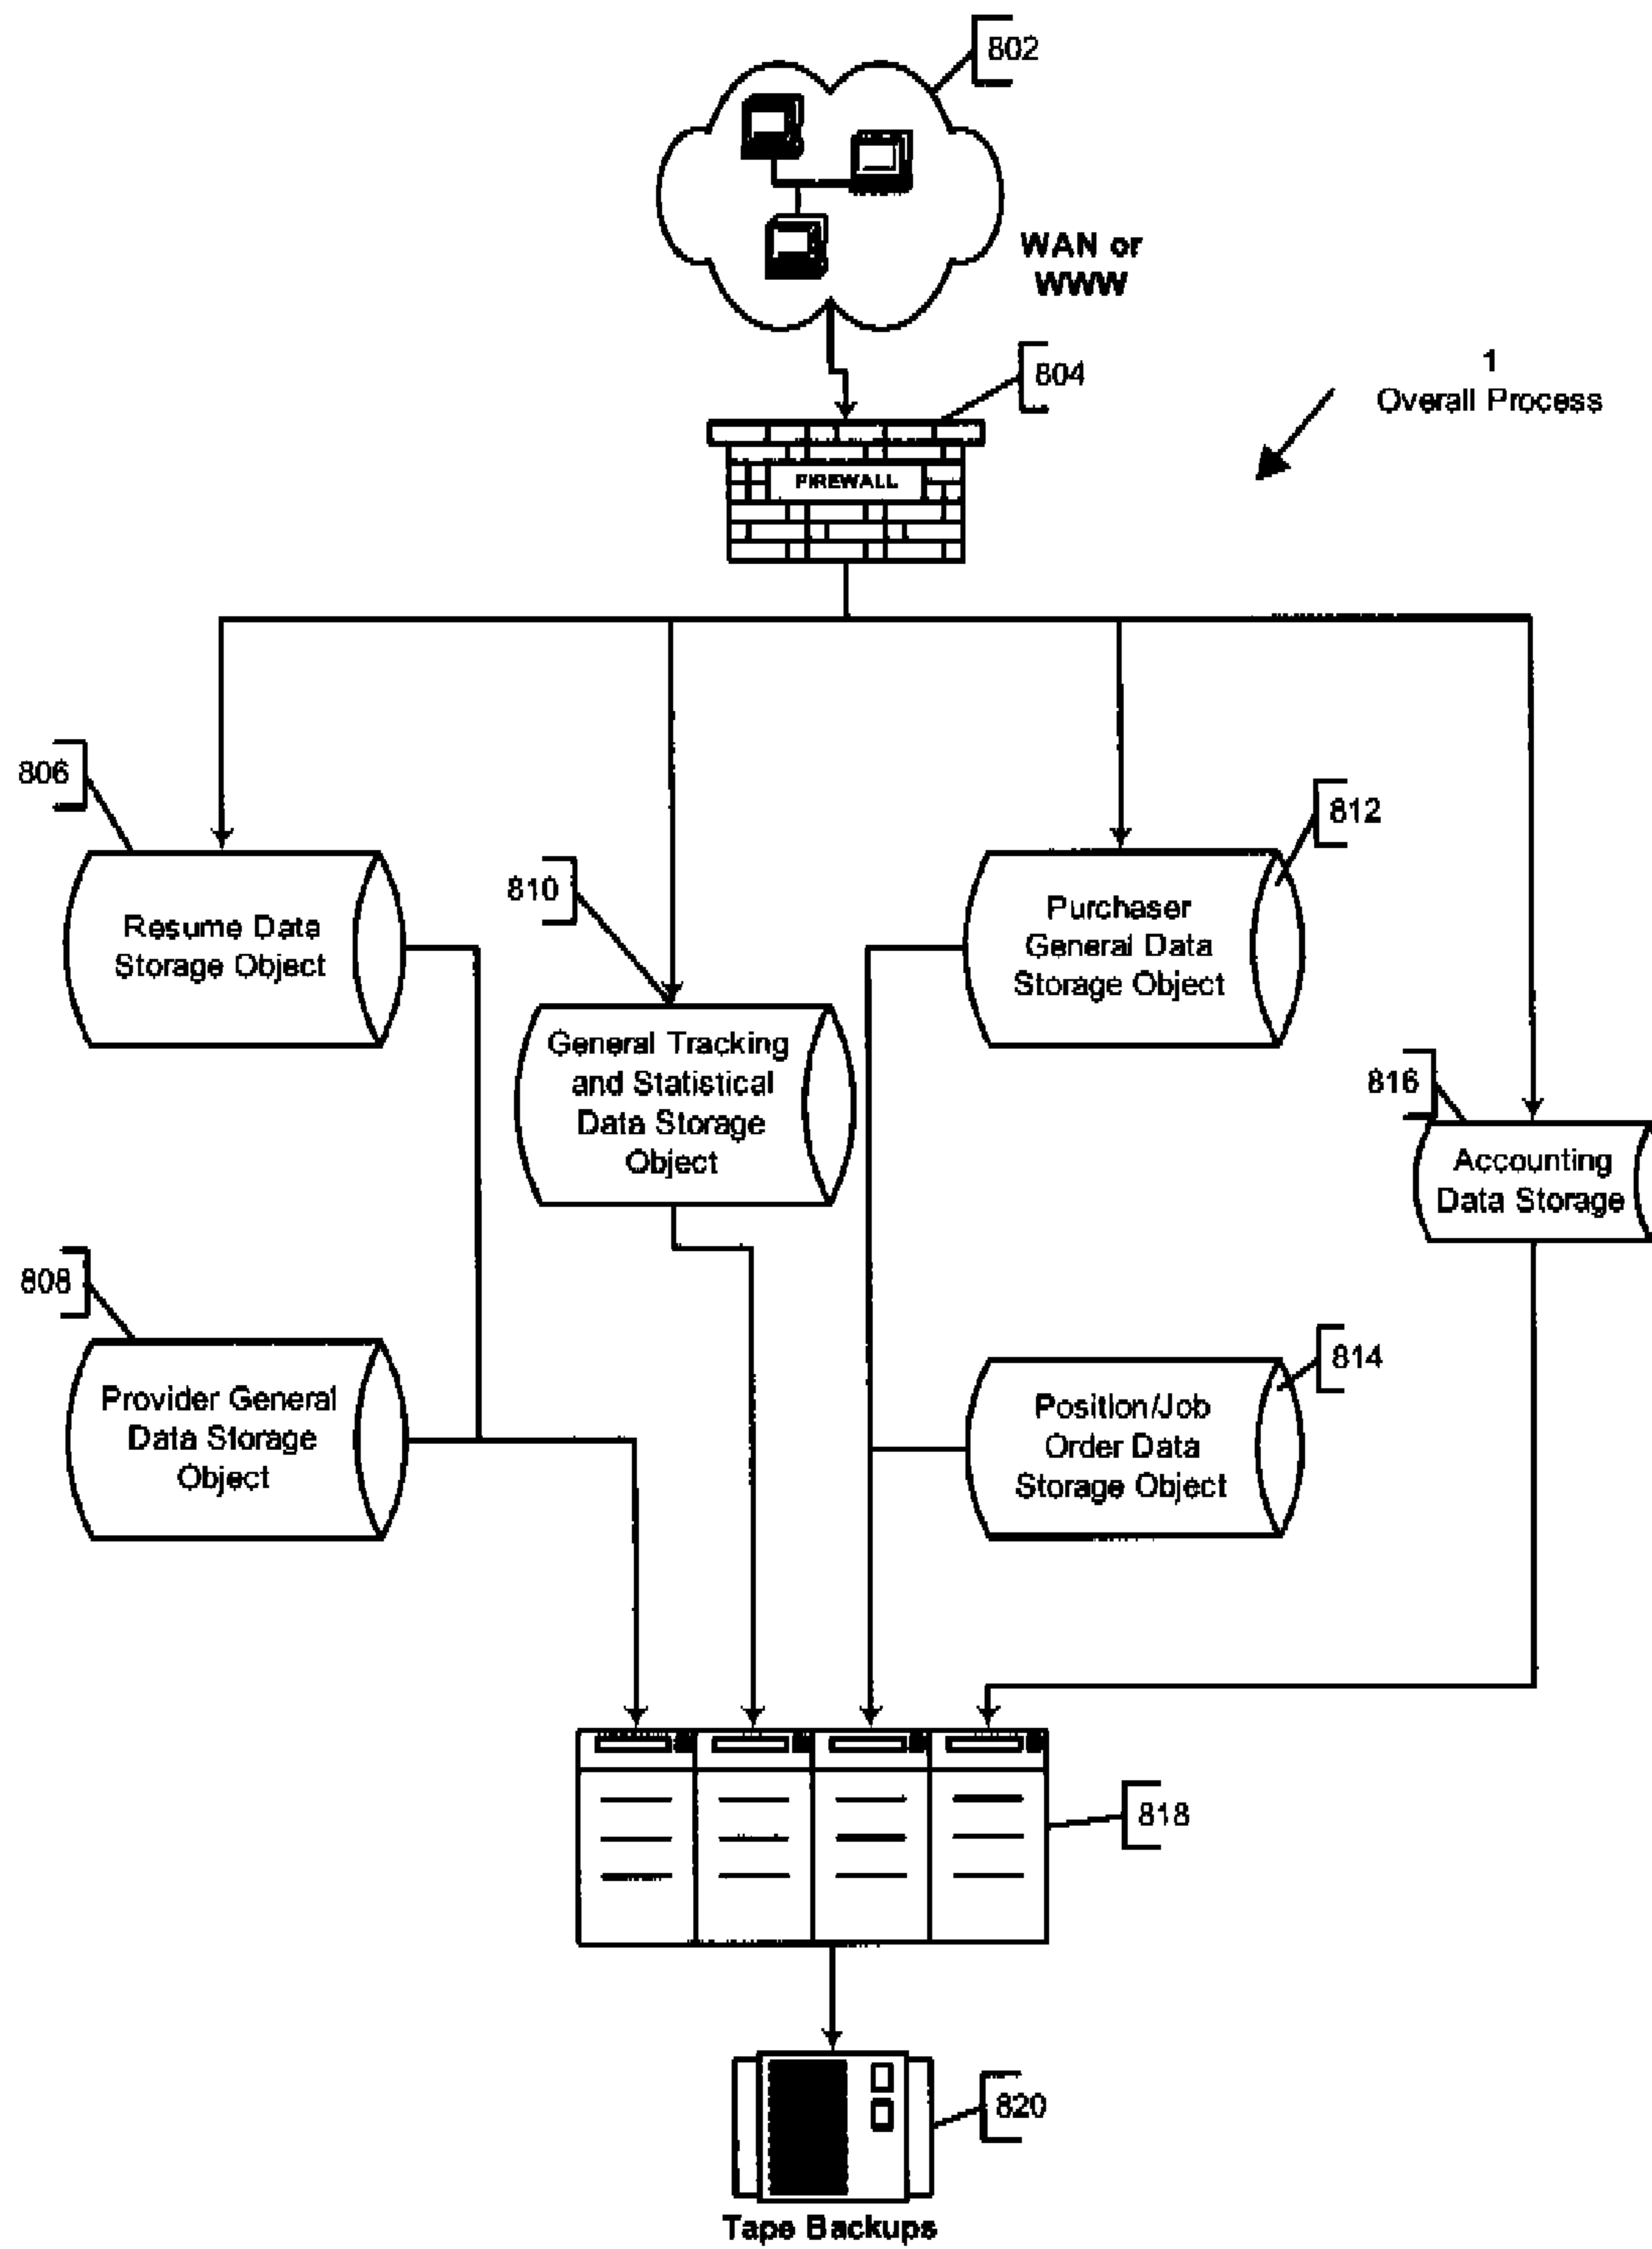 802
WAN or
WWW
804
1
Overall Process
FIREWALL
806
812
810
Resume Data
Storage Object
Purchaser
General Data
Storage Object
General Tracking
and Statistical
Data Storage
Object
816
Accounting
Data Storage
808
814
Provider General
Data Storage
Object
Position/Job
Order Data
Storage Object
818
820
Tape Backups